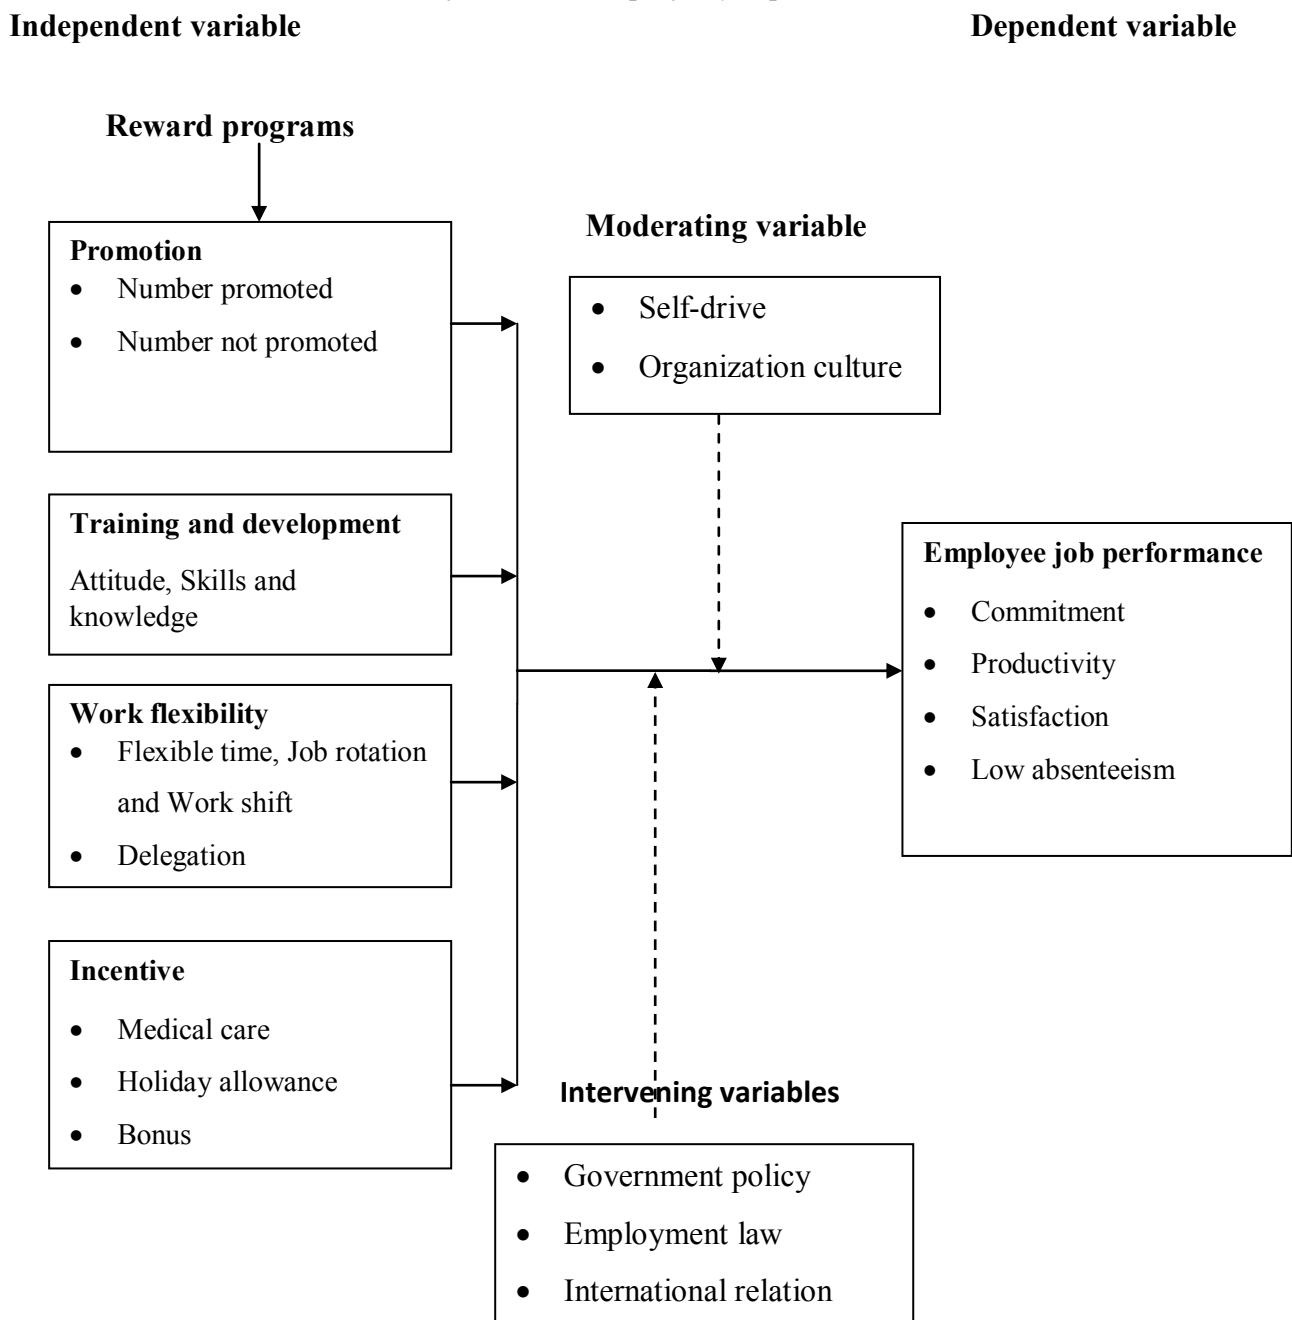 Independent variable
Dependent variable
Reward programs
Promotion
• Number promoted
• Number not promoted
Moderating variable
• Self-drive
• Organization culture
Training and development
Attitude, Skills and
knowledge
Employee job performance
• Commitment
• Productivity
• Satisfaction
• Low absenteeism
Work flexibility
• Flexible time, Job rotation
and Work shift
• Delegation
Incentive
• Medical care
• Holiday allowance
• Bonus
Intervening variables
• Government policy
• Employment law
• International relation